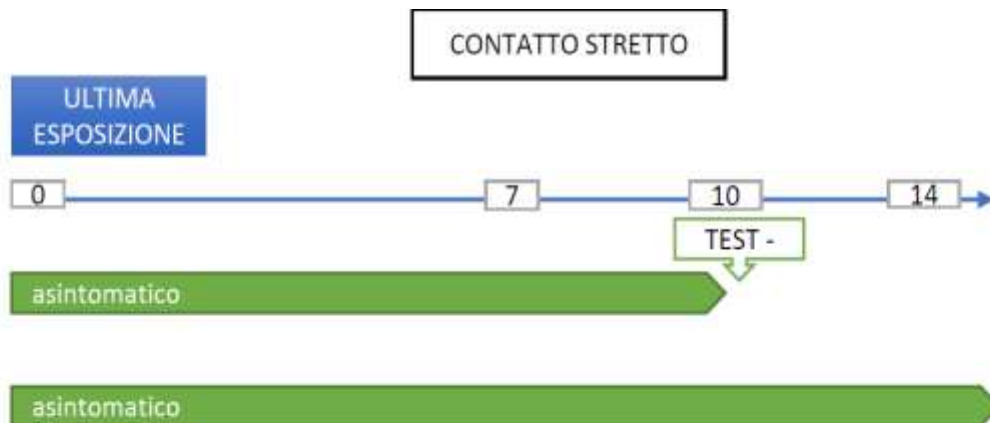 CONTATTO STRETTO
ULTIMA
ESPOSIZIONE
0 7 10 14
TEST -
asintomatico
asintomatico